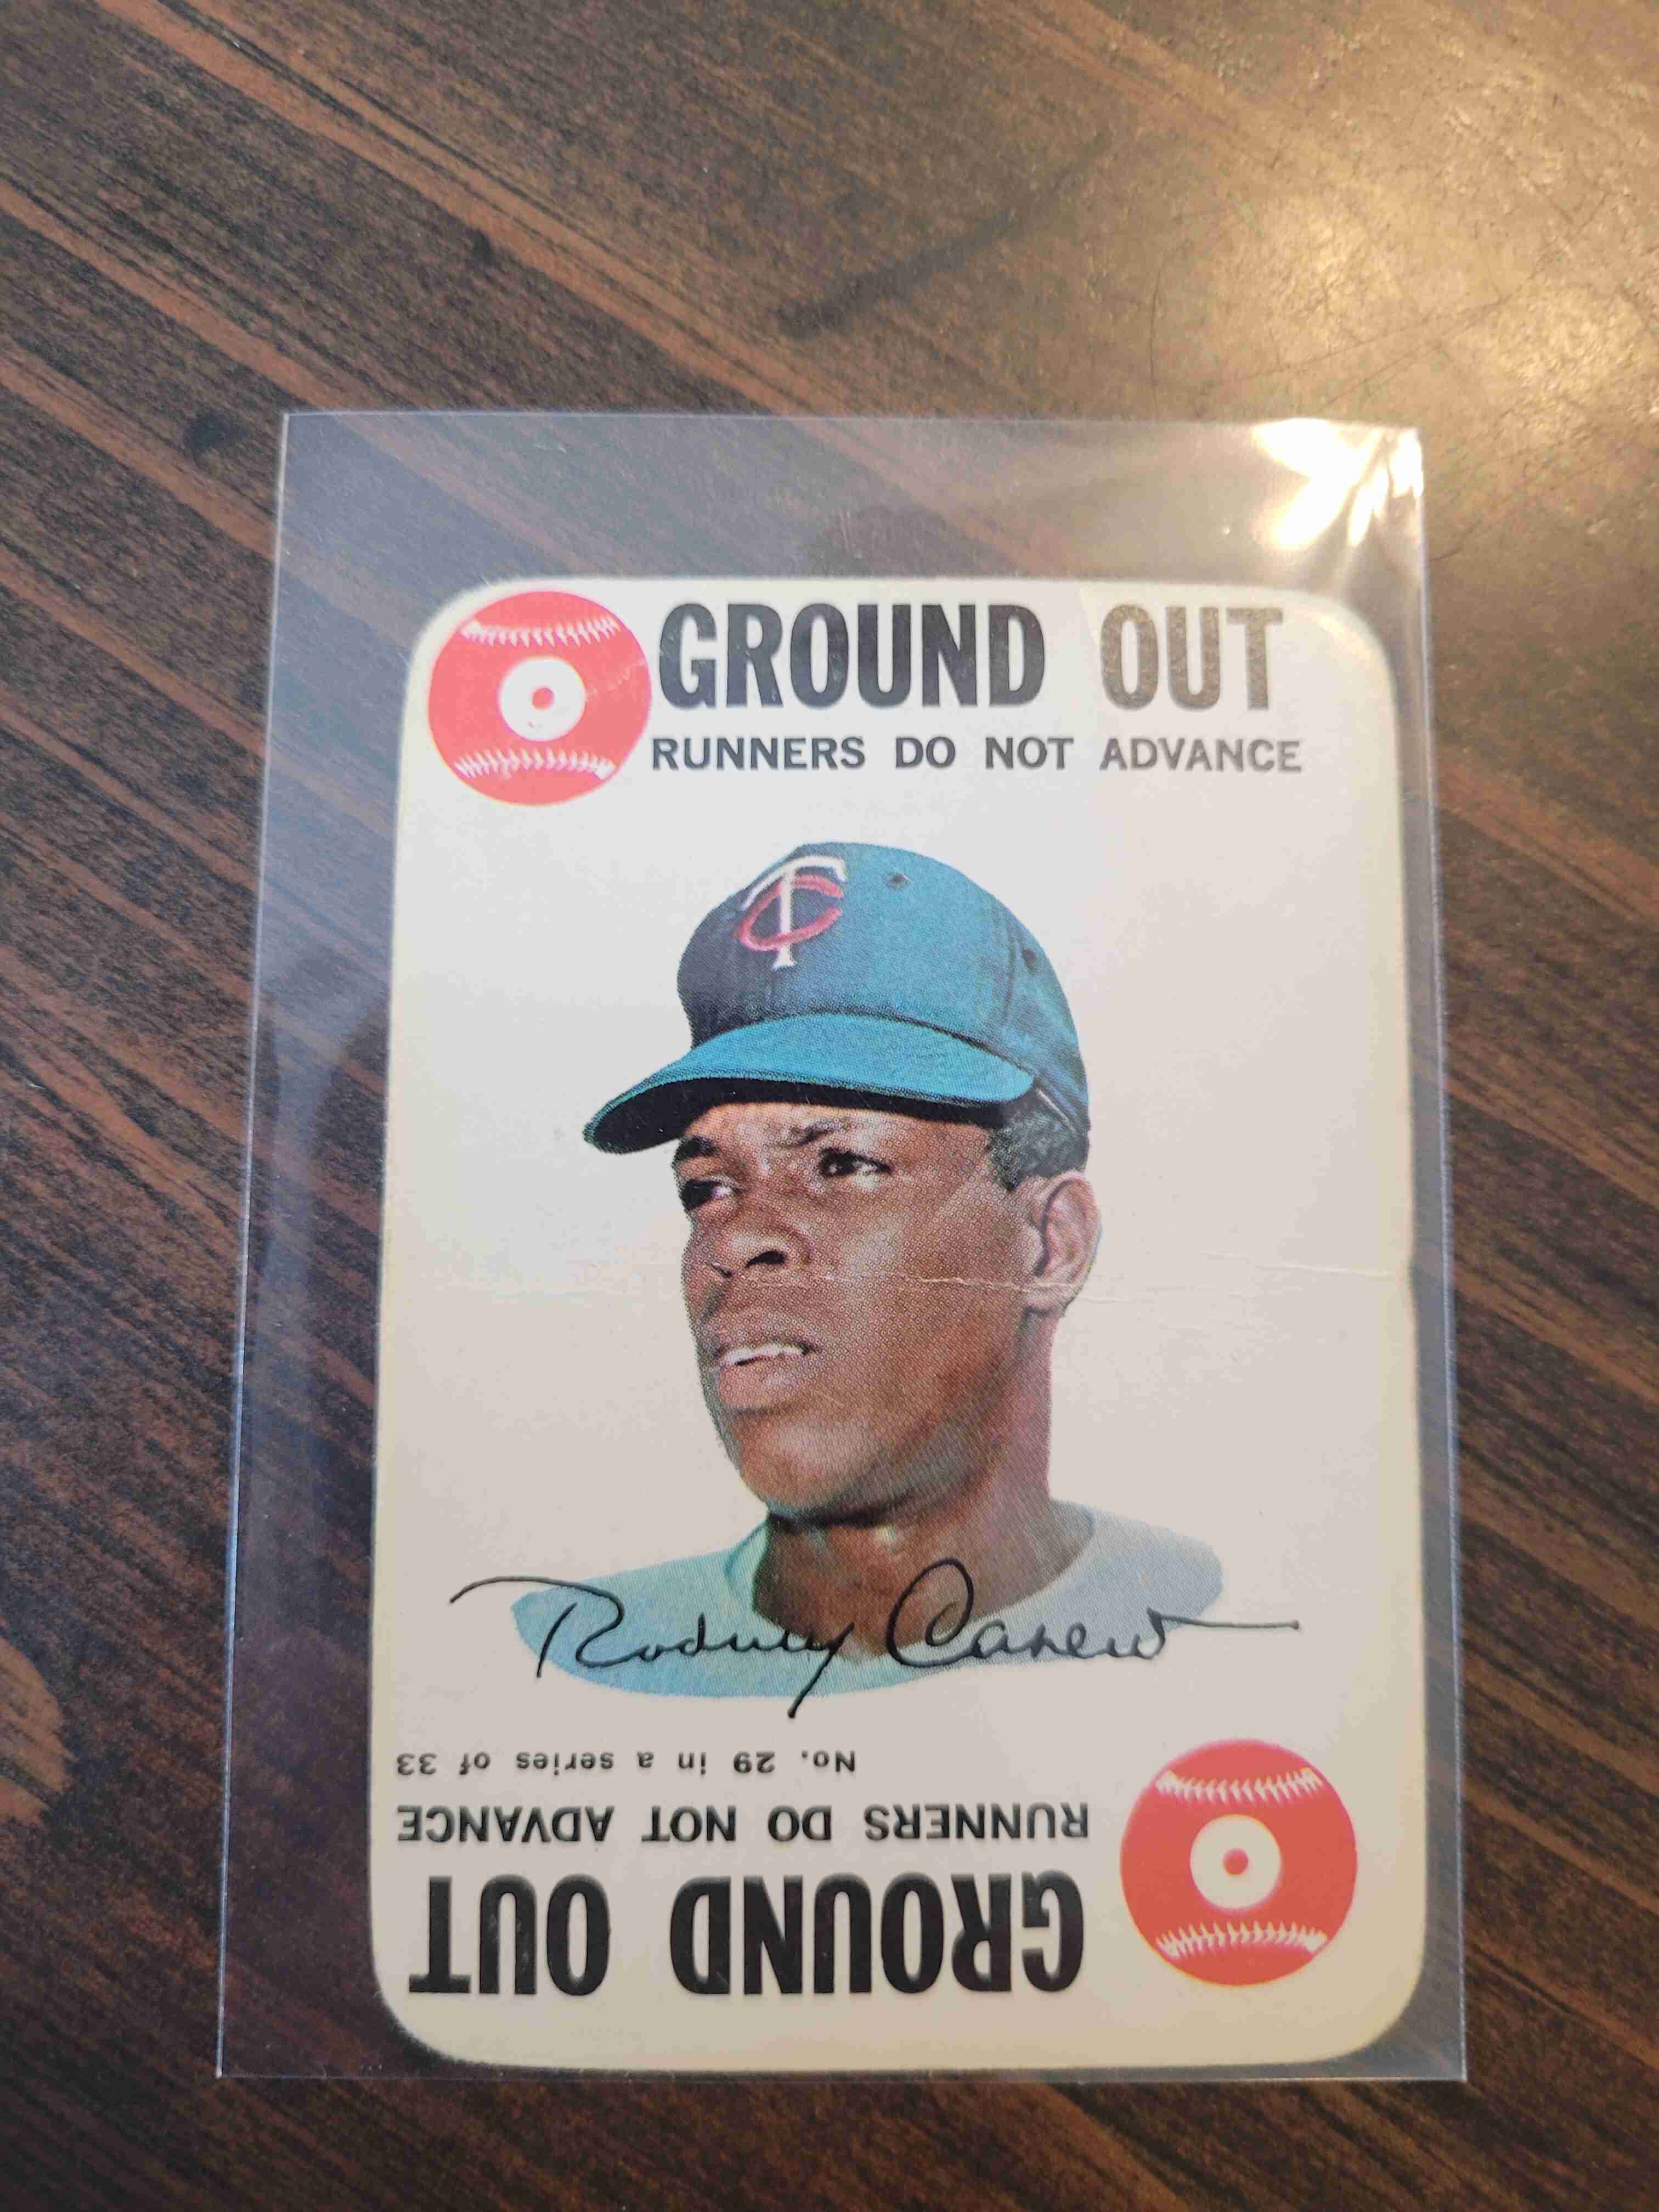 GROUND OUT
RUNNERS DO NOT ADVANCE
TC
Rodney Carew
No. 29 in a series of 33
RUNNERS DO NOT ADVANCE
GROUND OUT